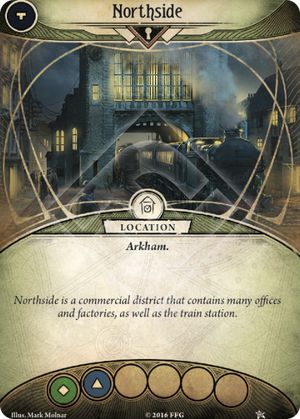 Northside
LOCATION
Arkham.
Northside is a commercial district that contains many offices
and factories, as well as the train station.
Illus. Mark Molnar
© 2016 FFG